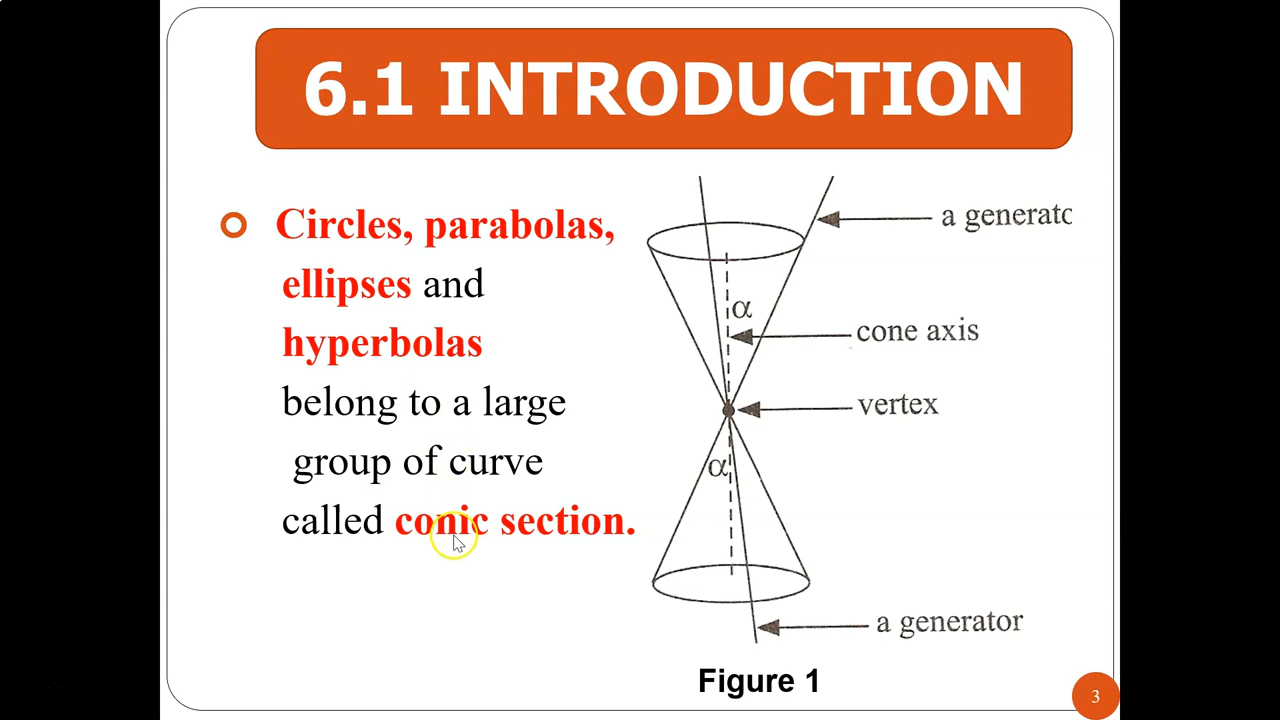 6.1 INTRODUCTION
Circles, parabolas,
ellipses and
hyperbolas
belong to a large
group of curve
called conic section.
a generato
α
cone axis
vertex
α
a generator
Figure 1
3